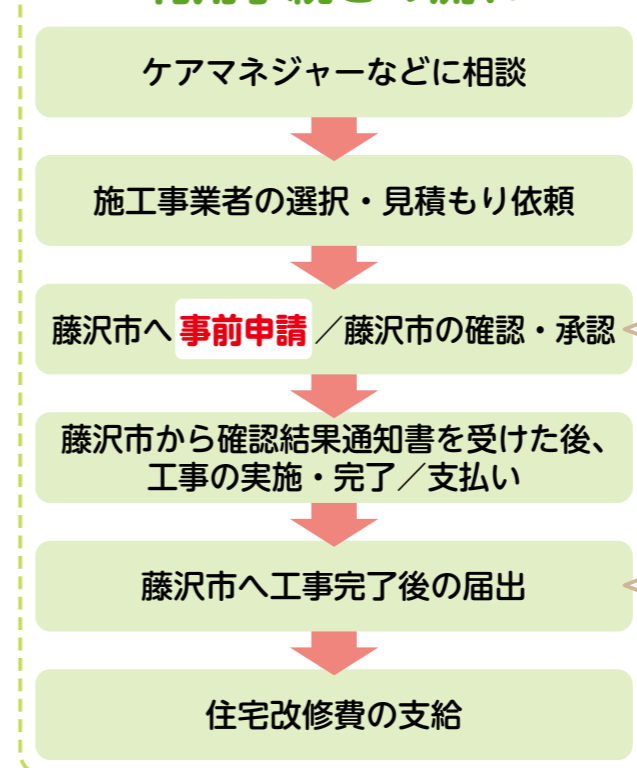 ケアマネジャーなどに相談
施工事業者の選択・見積もり依頼
藤沢市へ 事前申請 ／藤沢市の確認・承認
藤沢市から確認結果通知書を受けた後、
工事の実施・完了／支払い
藤沢市へ工事完了後の届出
住宅改修費の支給